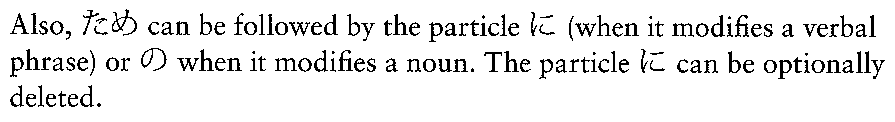 Also, ため can be followed by the particle に (when it modifies a verbal
phrase) or の when it modifies a noun. The particle に can be optionally
deleted.